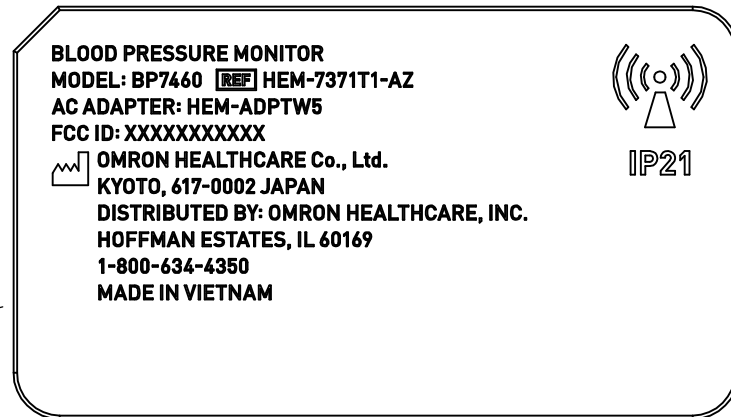 BLOOD PRESSURE MONITOR
MODEL: BP7460 REF HEM-7371T1-AZ
AC ADAPTER: HEM-ADPTW5
FCC ID: XXXXXXXXXXX
OMRON HEALTHCARE Co., Ltd.
KYOTO, 617-0002 JAPAN
DISTRIBUTED BY: OMRON HEALTHCARE, INC.
HOFFMAN ESTATES, IL 60169
1-800-634-4350
MADE IN VIETNAM
IP21